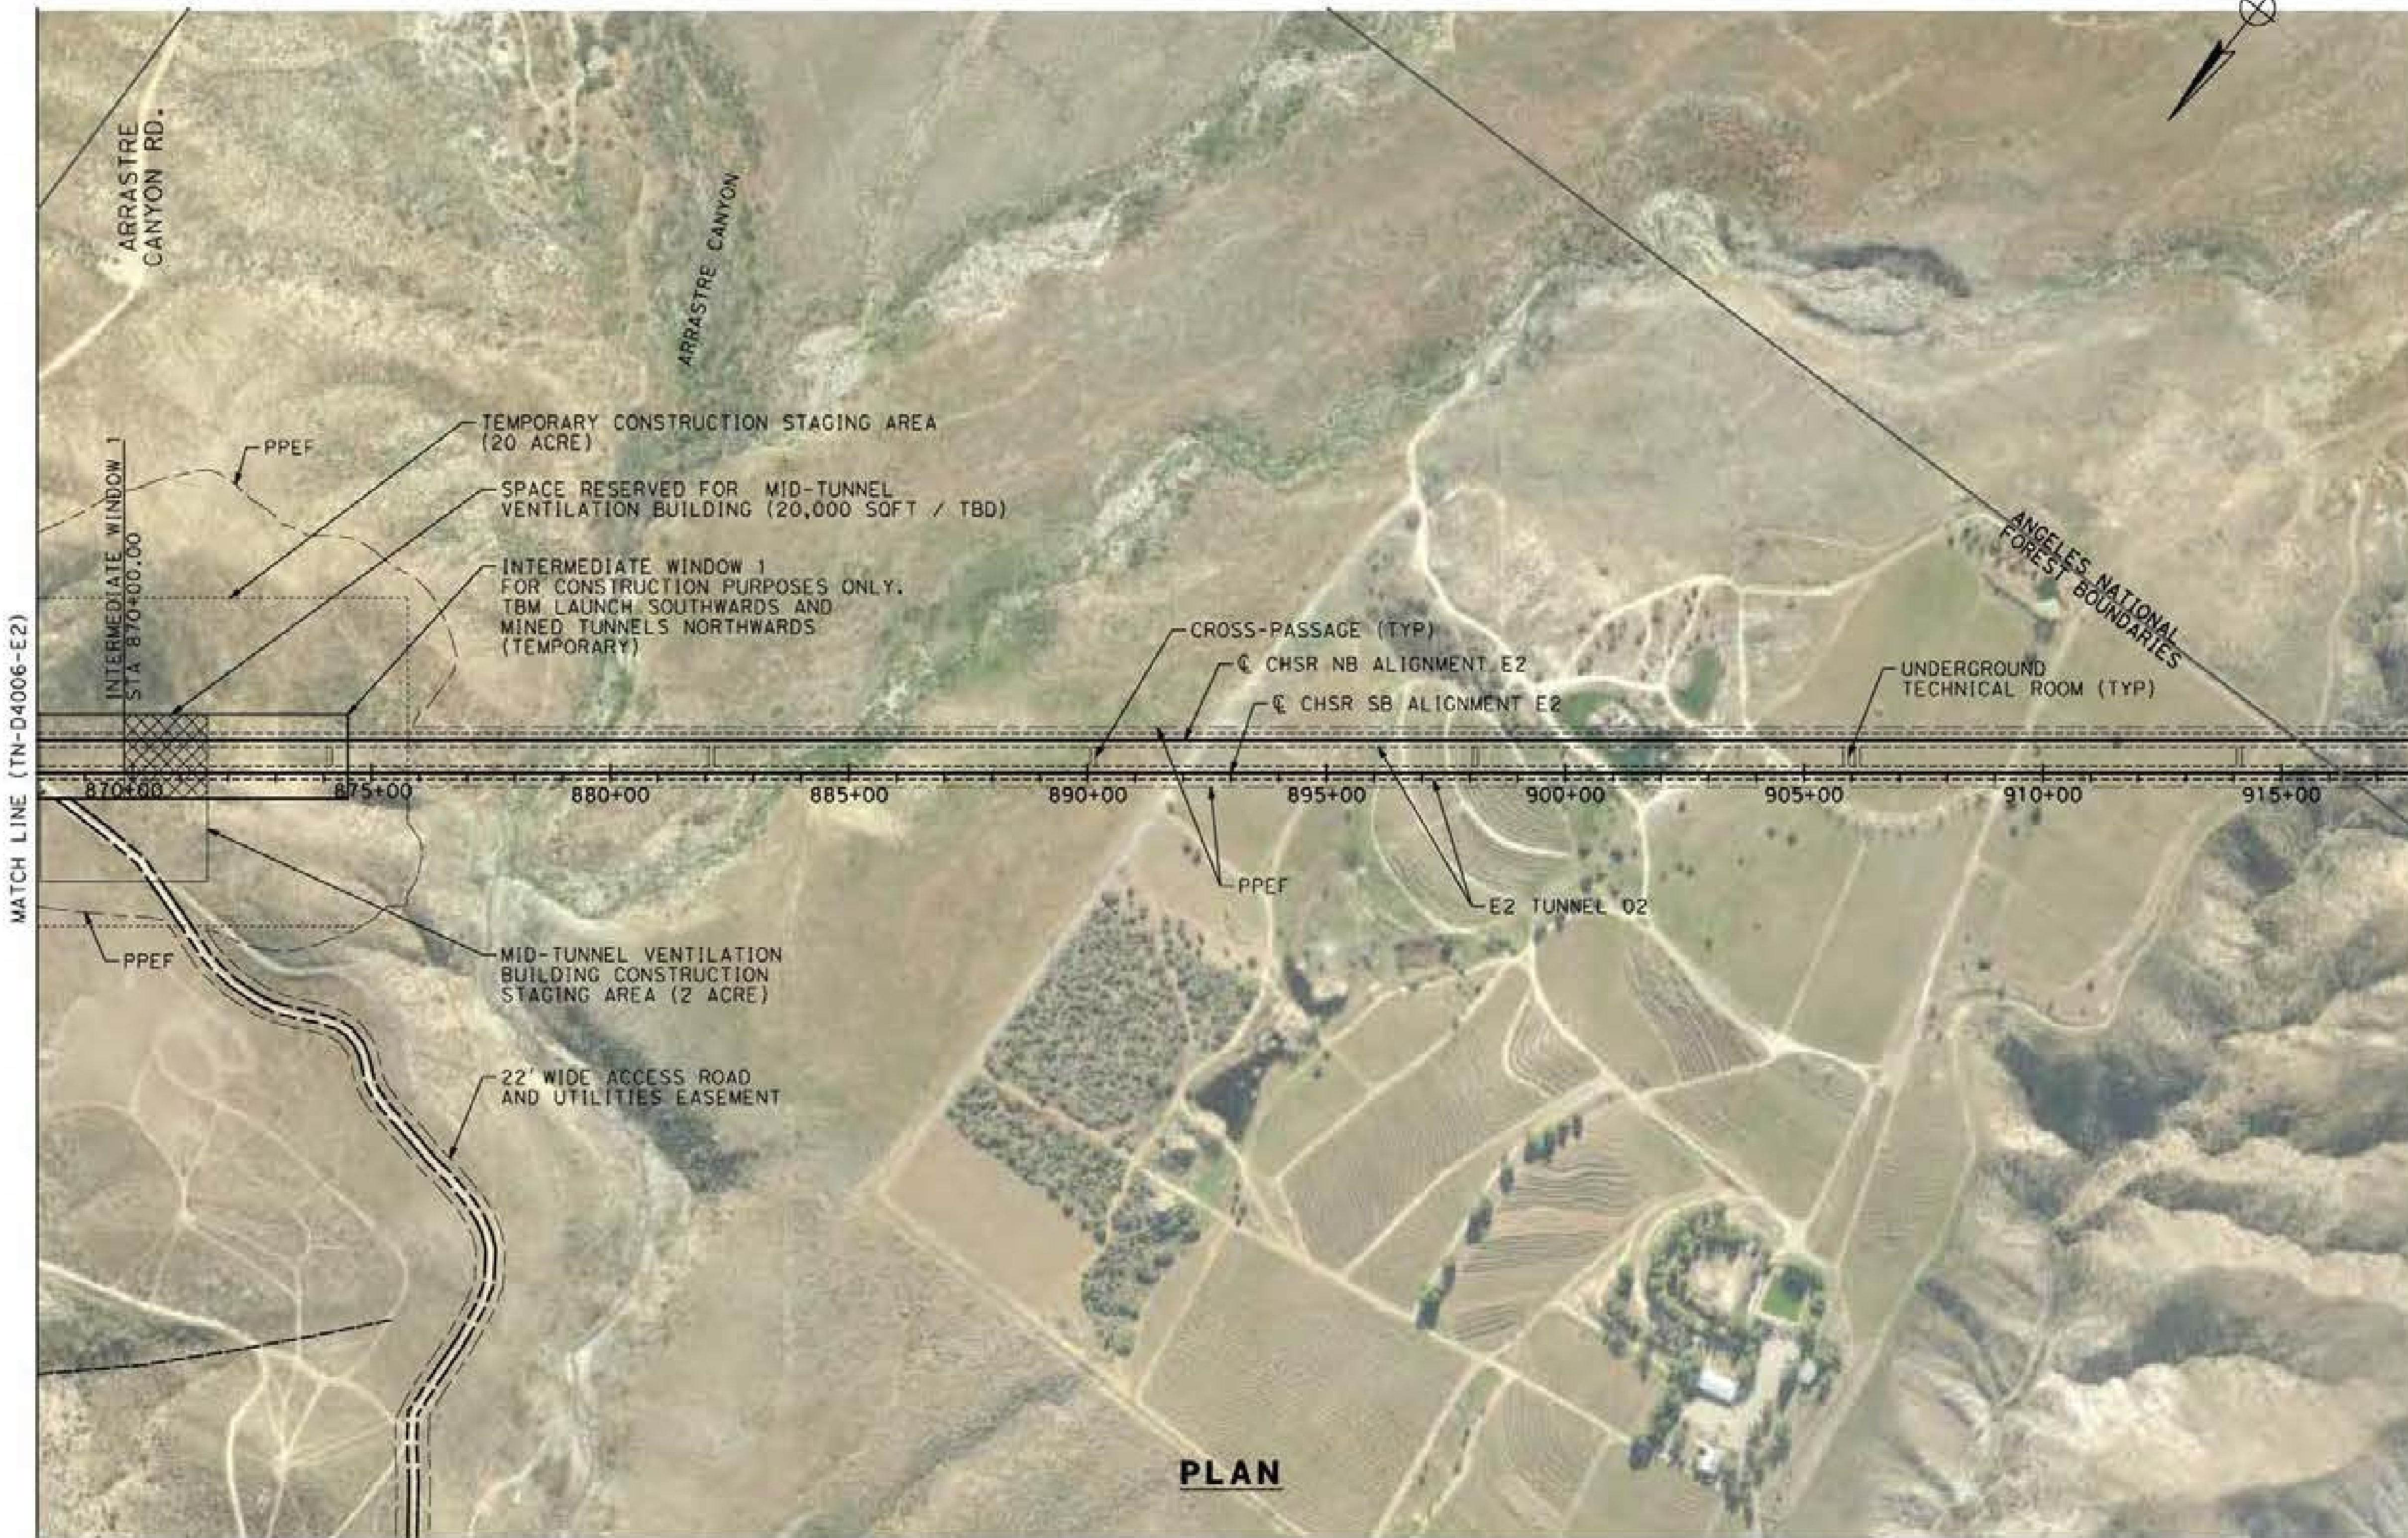 ARRASTRE
CANYON RD.
ARRASTRE CANYON
MATCH LINE (TN-D4006-E2)
INTERMEDIATE WINDOW 1
STA 870+00.00
PPEF
TEMPORARY CONSTRUCTION STAGING AREA
(20 ACRE)
SPACE RESERVED FOR MID-TUNNEL
VENTILATION BUILDING (20,000 SQFT / TBD)
INTERMEDIATE WINDOW 1
FOR CONSTRUCTION PURPOSES ONLY.
TBM LAUNCH SOUTHWARDS AND
MINED TUNNELS NORTHWARDS
(TEMPORARY)
CROSS-PASSAGE (TYP)
℄ CHSR NB ALIGNMENT E2
℄ CHSR SB ALIGNMENT E2
ANGELES NATIONAL
FOREST BOUNDARIES
UNDERGROUND
TECHNICAL ROOM (TYP)
870+00 875+00 880+00 885+00 890+00 895+00 900+00 905+00 910+00 915+00
PPEF
E2 TUNNEL 02
PPEF
MID-TUNNEL VENTILATION
BUILDING CONSTRUCTION
STAGING AREA (2 ACRE)
22' WIDE ACCESS ROAD
AND UTILITIES EASEMENT
PLAN